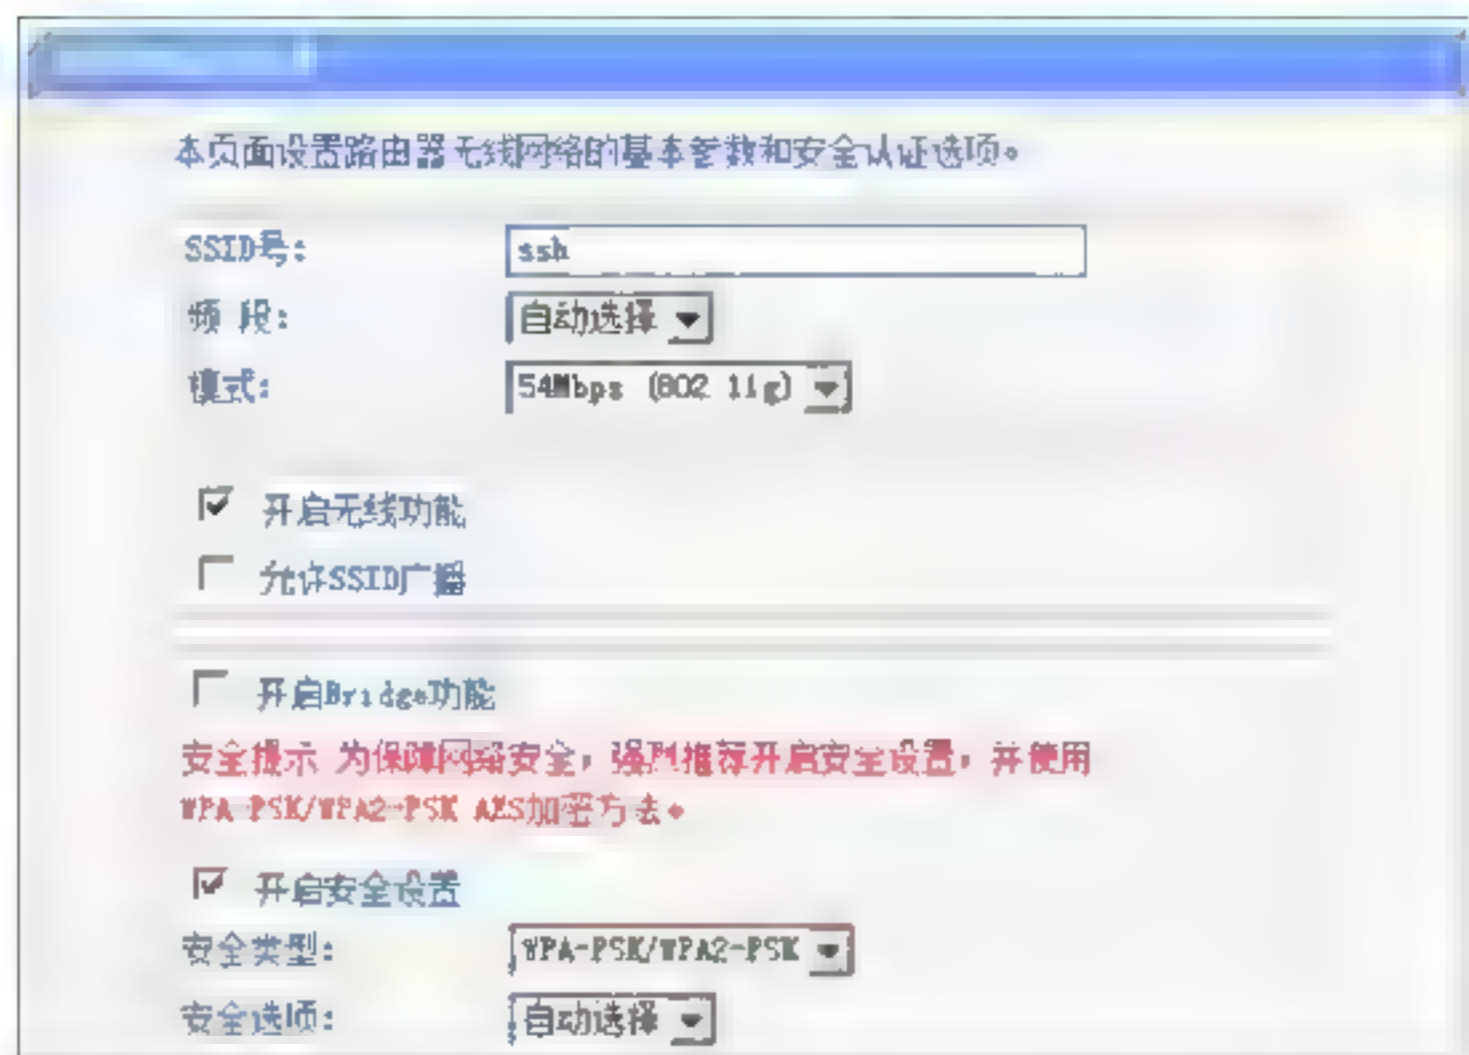 本页面设置路由器无线网络的基本参数和安全认证选项。
SSID号: ssh
频 段: 自动选择
模式: 54Mbps (802 11g)
开启无线功能
允许SSID广播
开启Bridge功能
安全提示 为保障网络安全，强烈推荐开启安全设置，并使用
WPA-PSK/WPA2-PSK AES加密方法。
开启安全设置
安全类型: WPA-PSK/WPA2-PSK
安全选项: 自动选择